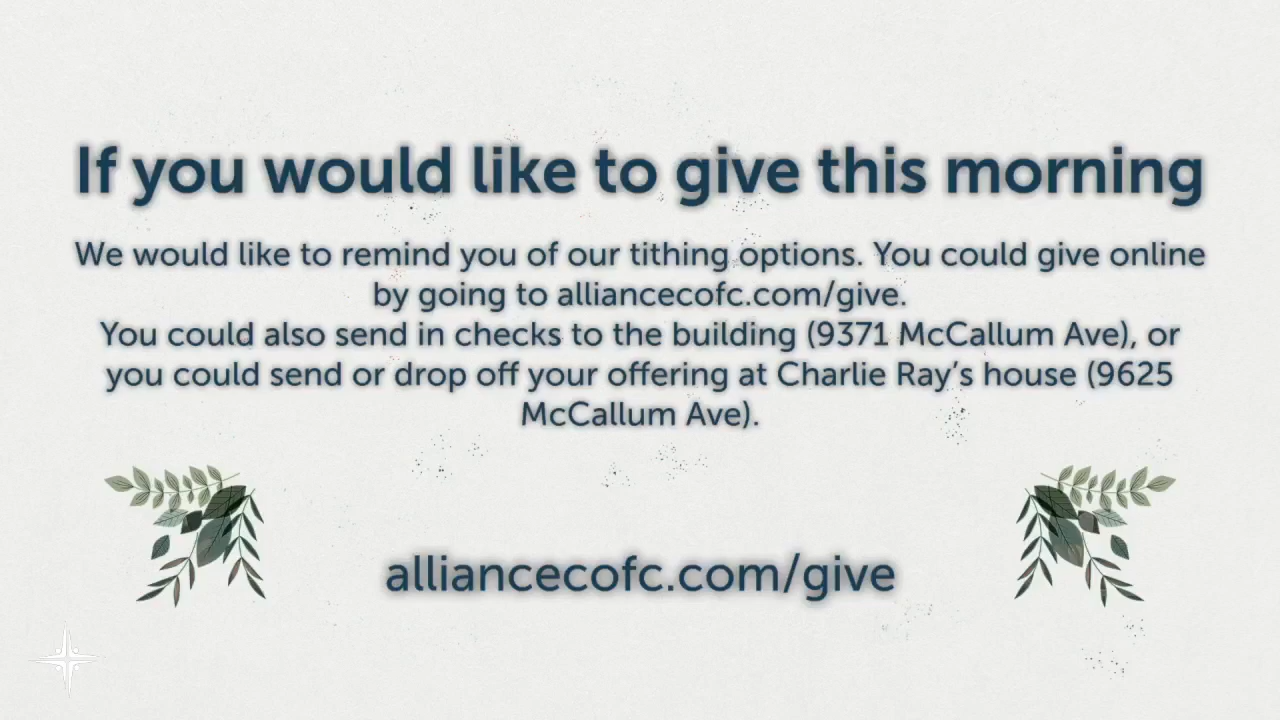 If you would like to give this morning
We would like to remind you of our tithing options. You could give online
by going to alliancecofc.com/give.
You could also send in checks to the building (9371 McCallum Ave), or
you could send or drop off your offering at Charlie Ray’s house (9625
McCallum Ave).
alliancecofc.com/give